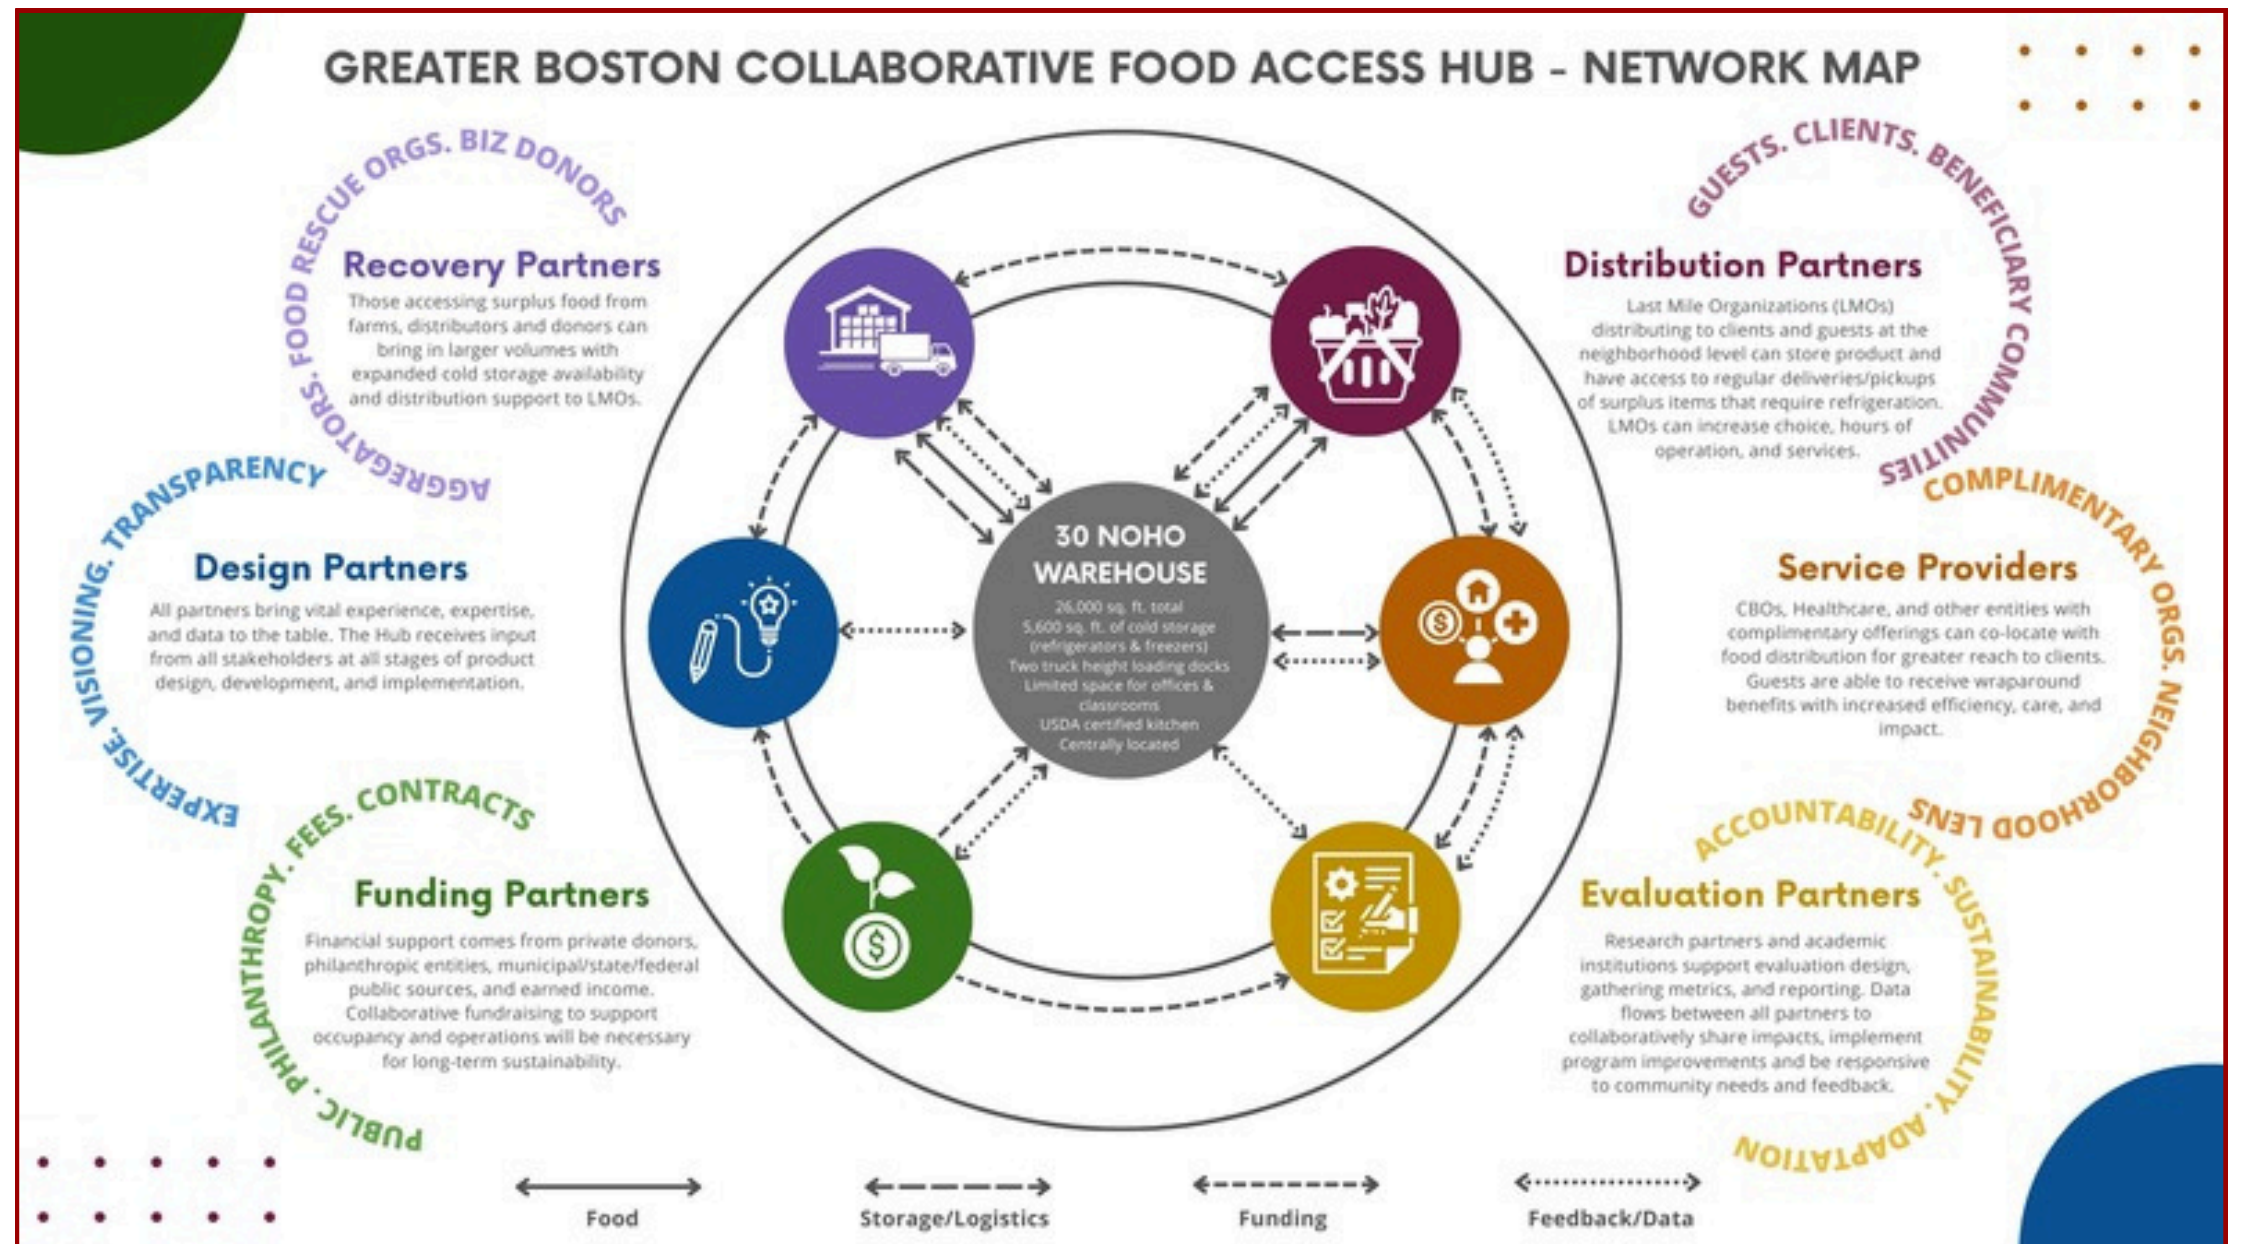 GREATER BOSTON COLLABORATIVE FOOD ACCESS HUB - NETWORK MAP
AGGREGATORS. FOOD RESCUE ORGS. BIZ DONORS
Recovery Partners
Those accessing surplus food from
farms, distributors and donors can
bring in larger volumes with
expanded cold storage availability
and distribution support to LMOs.
EXPERTISE. VISIONING. TRANSPARENCY
Design Partners
All partners bring vital experience, expertise,
and data to the table. The Hub receives input
from all stakeholders at all stages of product
design, development, and implementation.
PUBLIC . PHILANTHROPY. FEES. CONTRACTS
Funding Partners
Financial support comes from private donors,
philanthropic entities, municipal/state/federal
public sources, and earned income.
Collaborative fundraising to support
occupancy and operations will be necessary
for long-term sustainability.
30 NOHO
WAREHOUSE
26,000 sq. ft. total
5,600 sq. ft. of cold storage
(refrigerators & freezers)
Two truck height loading docks
Limited space for offices &
classrooms
USDA certified kitchen
Centrally located
$
$
GUESTS. CLIENTS. BENEFICIARY COMMUNITIES
Distribution Partners
Last Mile Organizations (LMOs)
distributing to clients and guests at the
neighborhood level can store product and
have access to regular deliveries/pickups
of surplus items that require refrigeration.
LMOs can increase choice, hours of
operation, and services.
COMPLIMENTARY ORGS. NEIGHBORHOOD LENS
Service Providers
CBOs, Healthcare, and other entities with
complimentary offerings can co-locate with
food distribution for greater reach to clients.
Guests are able to receive wraparound
benefits with increased efficiency, care, and
impact.
ACCOUNTABILITY. SUSTAINABILITY. ADAPTATION
Evaluation Partners
Research partners and academic
institutions support evaluation design,
gathering metrics, and reporting. Data
flows between all partners to
collaboratively share impacts, implement
program improvements and be responsive
to community needs and feedback.
Food
Storage/Logistics
Funding
Feedback/Data